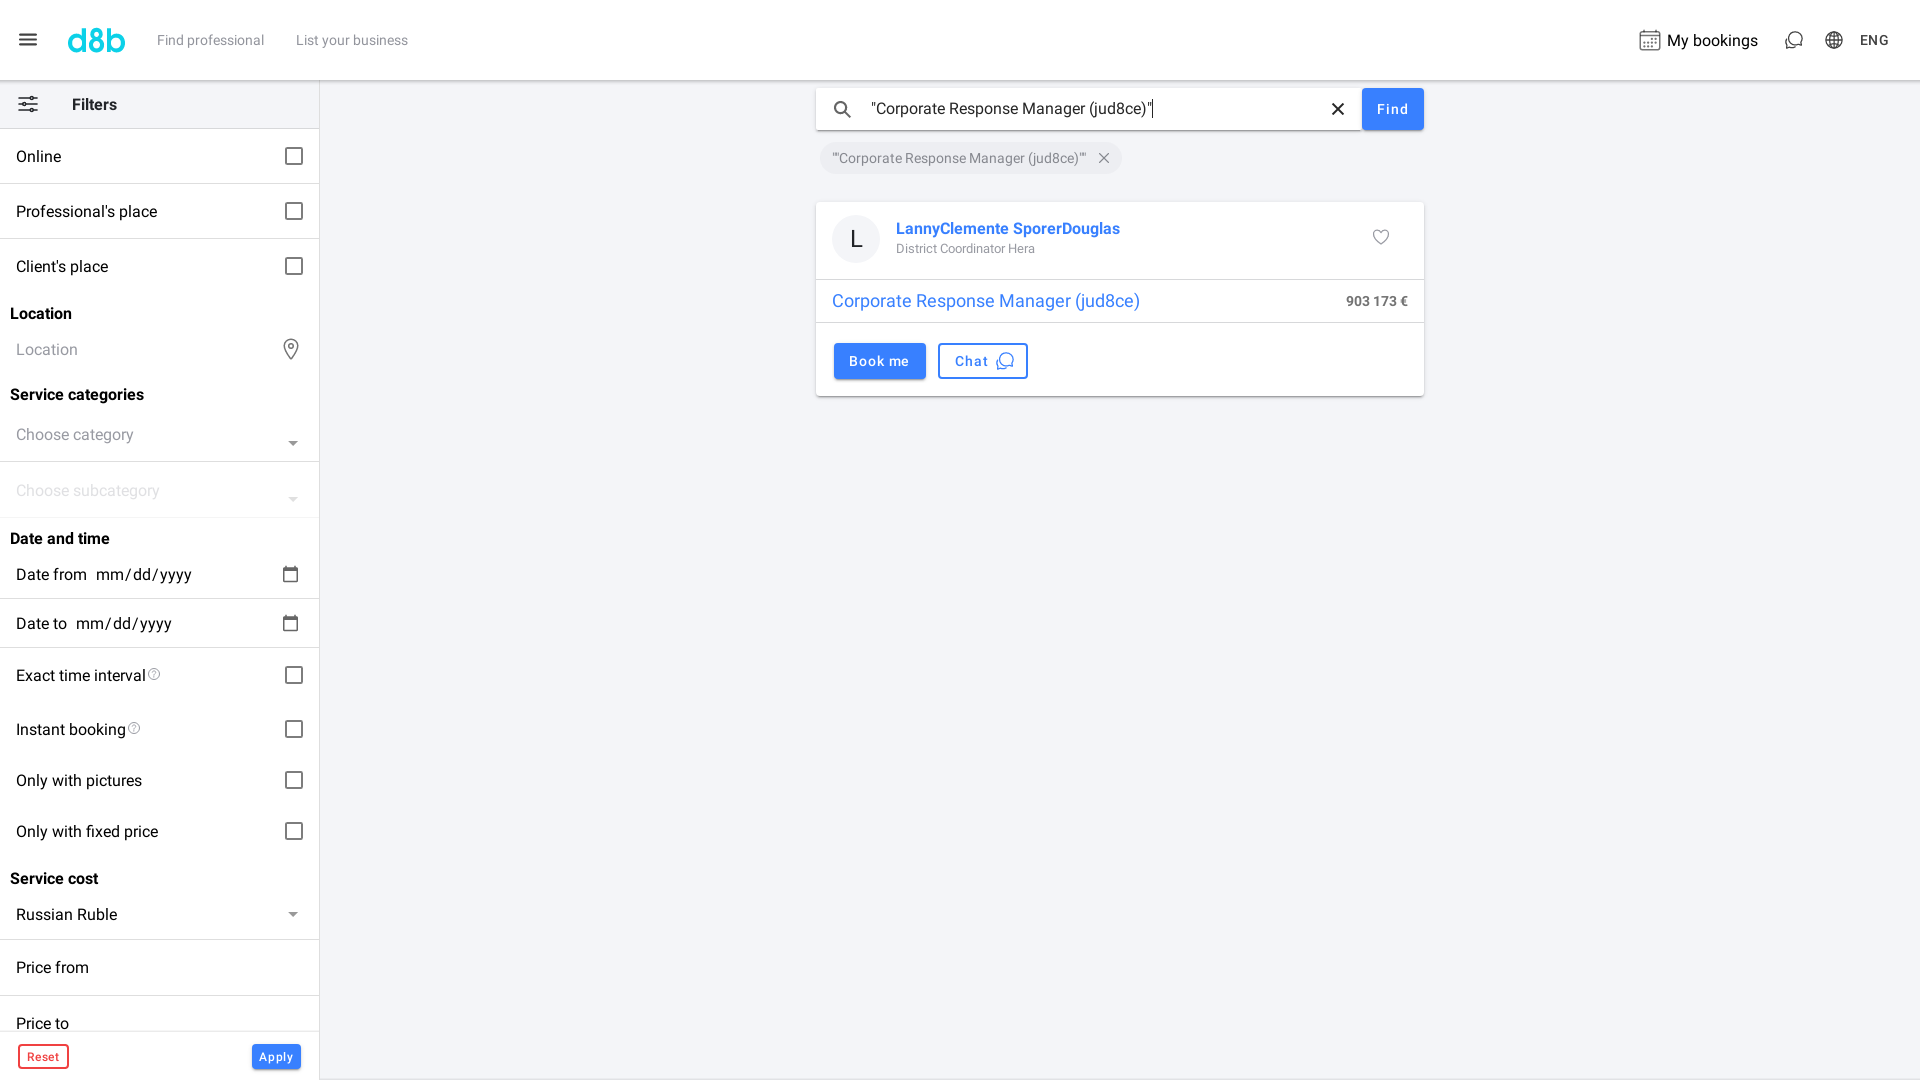 d8b
Find professional
List your business
My bookings
ENG
Filters
Online
Professional's place
Client's place
Location
Location
Service categories
Choose category
Choose subcategory
Date and time
Date from mm/dd/yyyy
Date to mm/dd/yyyy
Exact time interval
Instant booking
Only with pictures
Only with fixed price
Service cost
Russian Ruble
Price from
Price to
Reset
Apply
"Corporate Response Manager (jud8ce)"
Find
""Corporate Response Manager (jud8ce)""
L
LannyClemente SporerDouglas
District Coordinator Hera
Corporate Response Manager (jud8ce)
903 173 €
Book me
Chat